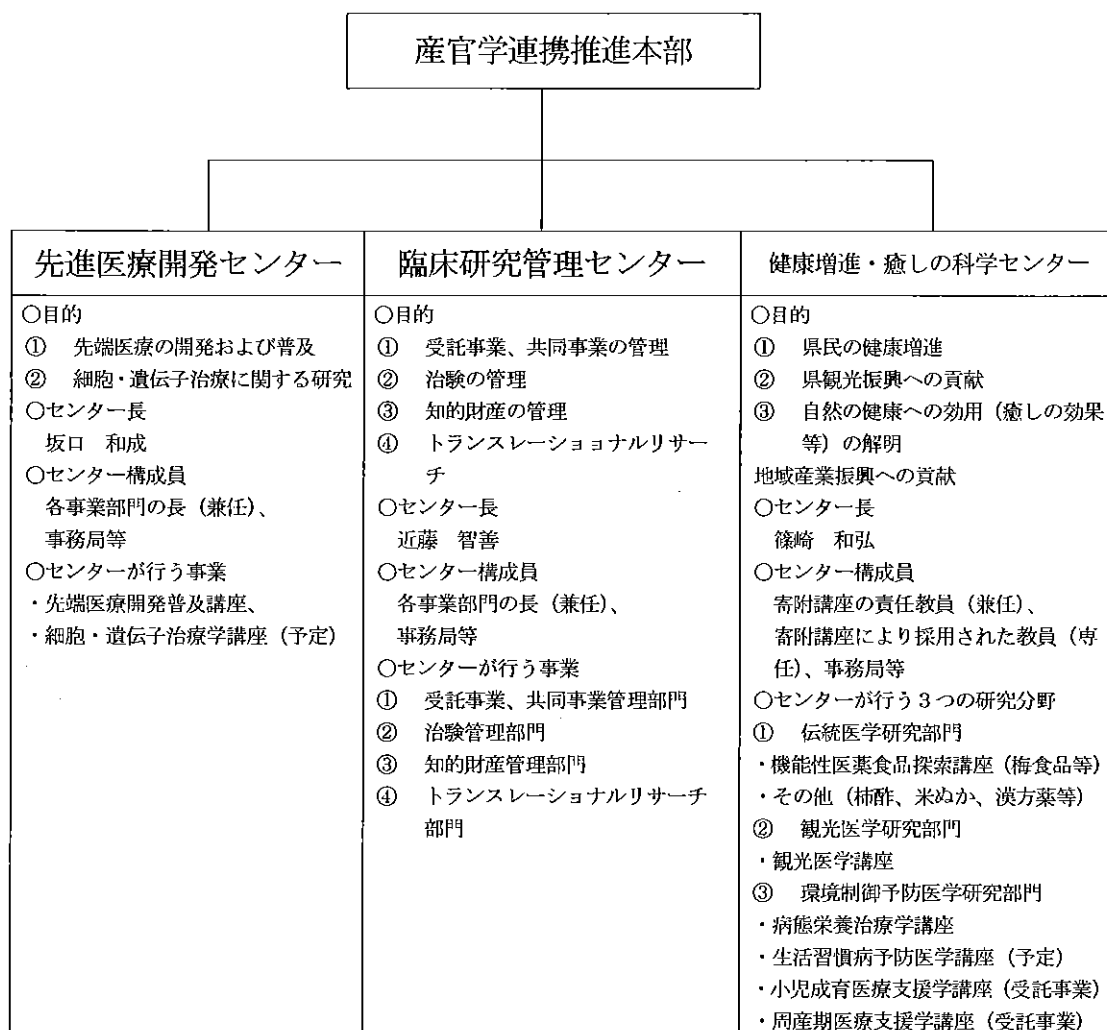 産官学連携推進本部
先進医療開発センター
○目的
① 先端医療の開発および普及
② 細胞・遺伝子治療に関する研究
○センター長
坂口 和成
○センター構成員
各事業部門の長（兼任）、
事務局等
○センターが行う事業
・先端医療開発普及講座、
・細胞・遺伝子治療学講座（予定）
臨床研究管理センター
○目的
① 受託事業、共同事業の管理
② 治験の管理
③ 知的財産の管理
④ トランスレーショョナルリサー
チ
○センター長
近藤 智善
○センター構成員
各事業部門の長（兼任）、
事務局等
○センターが行う事業
① 受託事業、共同事業管理部門
② 治験管理部門
③ 知的財産管理部門
④ トランスレーショナルリサーチ
部門
健康増進・癒しの科学センター
○目的
① 県民の健康増進
② 県観光振興への貢献
③ 自然の健康への効用（癒しの効果
等）の解明
地域産業振興への貢献
○センター長
篠崎 和弘
○センター構成員
寄附講座の責任教員（兼任）、
寄附講座により採用された教員（専
任）、事務局等
○センターが行う３つの研究分野
① 伝統医学研究部門
・機能性医薬食品探索講座（梅食品等）
・その他（柿酢、米ぬか、漢方薬等）
② 観光医学研究部門
・観光医学講座
③ 環境制御予防医学研究部門
・病態栄養治療学講座
・生活習慣病予防医学講座（予定）
・小児成育医療支援学講座（受託事業）
・周産期医療支援学講座（受託事業）